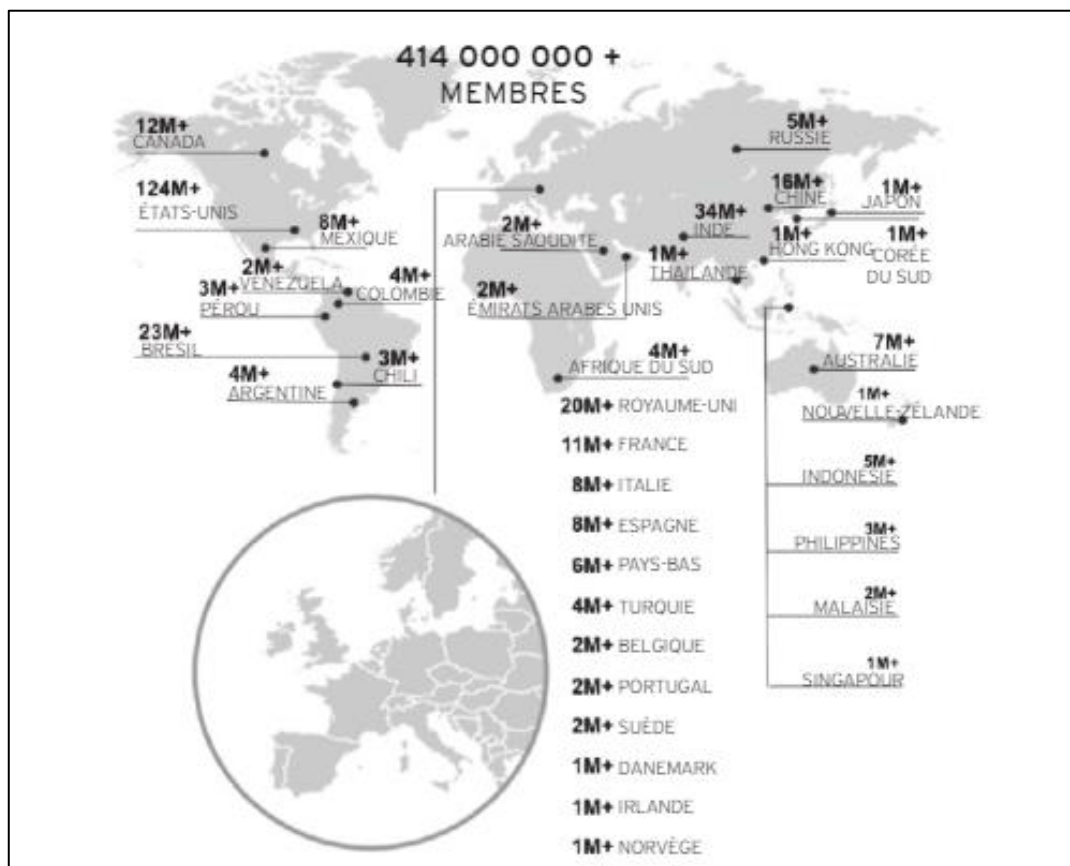 414 000 000 +
MEMBRES
12M+
CANADA
124M+
ÉTATS-UNIS
8M+
MEXIQUE
2M+
VENEZUELA
4M+
COLOMBIE
3M+
PÉROU
23M+
BRESIL
3M+
CHILI
4M+
ARGENTINE
5M+
RUSSIE
16M+
CHINE
1M+
JAPON
34M+
INDE
1M+
HONG KONG
1M+
CORÉE
DU SUD
2M+
ARABIE SAOUDITE
1M+
THAILANDE
2M+
ÉMIRATS ARABES UNIS
4M+
AFRIQUE DU SUD
7M+
AUSTRALIE
1M+
NOUVELLE-ZÉLANDE
5M+
INDONESIE
3M+
PHILIPPINES
2M+
MALAISIE
1M+
SINGAPOUR
20M+ ROYAUME-UNI
11M+ FRANCE
8M+ ITALIE
8M+ ESPAGNE
6M+ PAYS-BAS
4M+ TURQUIE
2M+ BELGIQUE
2M+ PORTUGAL
2M+ SUÈDE
1M+ DANEMARK
1M+ IRLANDE
1M+ NORVÈGE